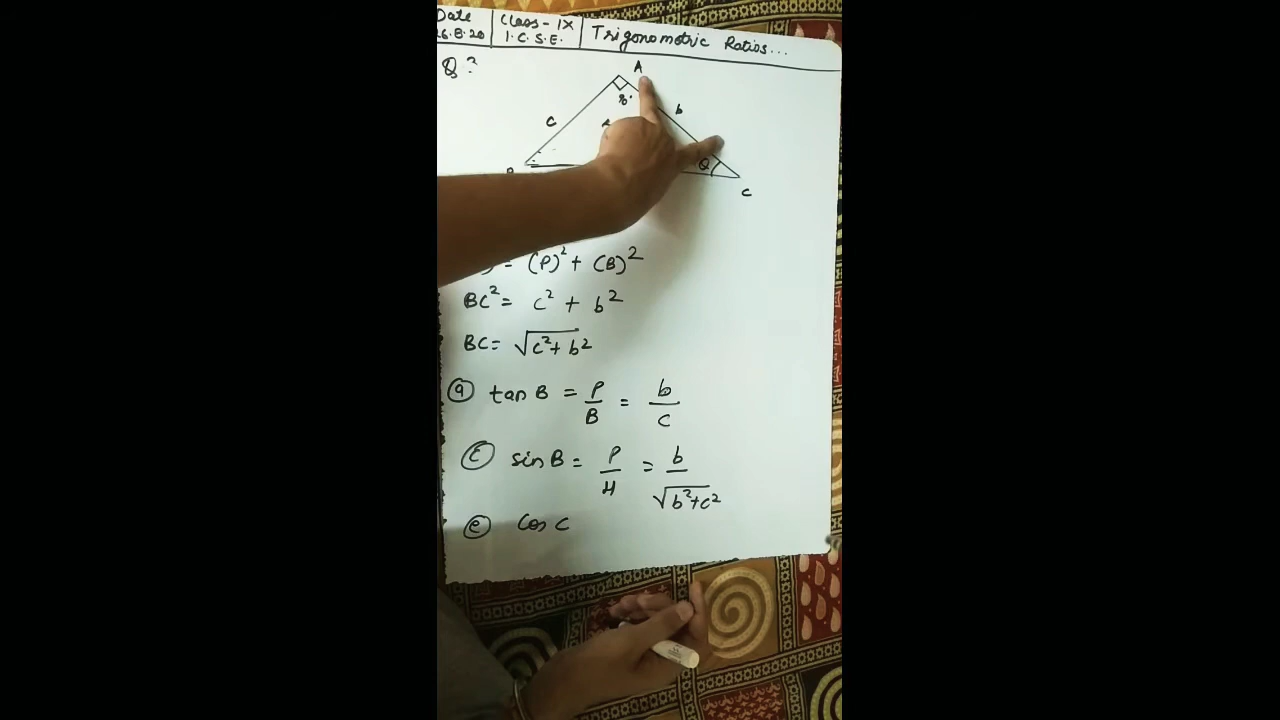 Date Class - IX Trigonometric Ratios...
26.8.20 I.C.S.E.
Q ?
A
b
c
θ
C
= (P)² + (B)²
BC² = c² + b²
BC = √c²+b²
(a) tan B = P/B = b/c
(c) sin B = P/H = b/√b²+c²
(e) Cos C